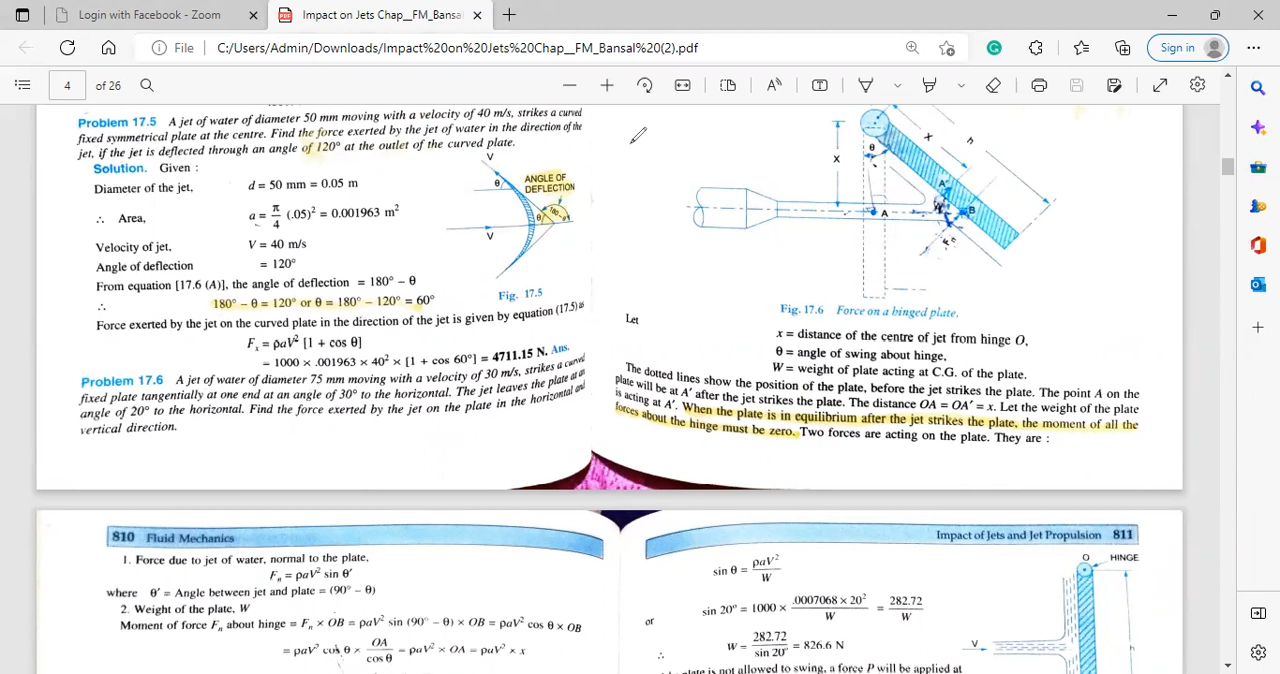 Login with Facebook - Zoom
Impact on Jets Chap__FM_Bansal
File C:/Users/Admin/Downloads/Impact%20on%20Jets%20Chap__FM_Bansal%20(2).pdf
Sign in
4 of 26
Problem 17.5 A jet of water of diameter 50 mm moving with a velocity of 40 m/s, strikes a curved
fixed symmetrical plate at the centre. Find the force exerted by the jet of water in the direction of the
jet, if the jet is deflected through an angle of 120° at the outlet of the curved plate.
Solution. Given :
Diameter of the jet, d = 50 mm = 0.05 m
∴ Area, a = π/4 (.05)² = 0.001963 m²
Velocity of jet, V = 40 m/s
Angle of deflection = 120°
From equation [17.6 (A)], the angle of deflection = 180° – θ
∴ 180° – θ = 120° or θ = 180° – 120° = 60°
Force exerted by the jet on the curved plate in the direction of the jet is given by equation (17.5) as
Fx = ρaV² [1 + cos θ]
= 1000 × .001963 × 40² × [1 + cos 60°] = 4711.15 N. Ans.
V
θ
ANGLE OF
DEFLECTION
θ
180°-θ
V
Fig. 17.5
Problem 17.6 A jet of water of diameter 75 mm moving with a velocity of 30 m/s, strikes a curved
fixed plate tangentially at one end at an angle of 30° to the horizontal. The jet leaves the plate at an
angle of 20° to the horizontal. Find the force exerted by the jet on the plate in the horizontal and
vertical direction.
X
h
θ
X
A'
A
B
Fn
Fig. 17.6 Force on a hinged plate.
Let
x = distance of the centre of jet from hinge O,
θ = angle of swing about hinge,
W = weight of plate acting at C.G. of the plate.
The dotted lines show the position of the plate, before the jet strikes the plate. The point A on the
plate will be at A′ after the jet strikes the plate. The distance OA = OA′ = x. Let the weight of the plate
is acting at A′. When the plate is in equilibrium after the jet strikes the plate, the moment of all the
forces about the hinge must be zero. Two forces are acting on the plate. They are :
810 Fluid Mechanics
1. Force due to jet of water, normal to the plate,
Fn = ρaV² sin θ′
where θ′ = Angle between jet and plate = (90° – θ)
2. Weight of the plate, W
Moment of force Fn about hinge = Fn × OB = ρaV² sin (90° – θ) × OB = ρaV² cos θ × OB
= ρaV² cos θ × OA/cos θ = ρaV² × OA = ρaV² × x
Impact of Jets and Jet Propulsion 811
sin θ = ρaV²/W
sin 20° = 1000 × .0007068 × 20²/W = 282.72/W
or
∴ W = 282.72/sin 20° = 826.6 N
plate is not allowed to swing, a force P will be applied at
O HINGE
V
h